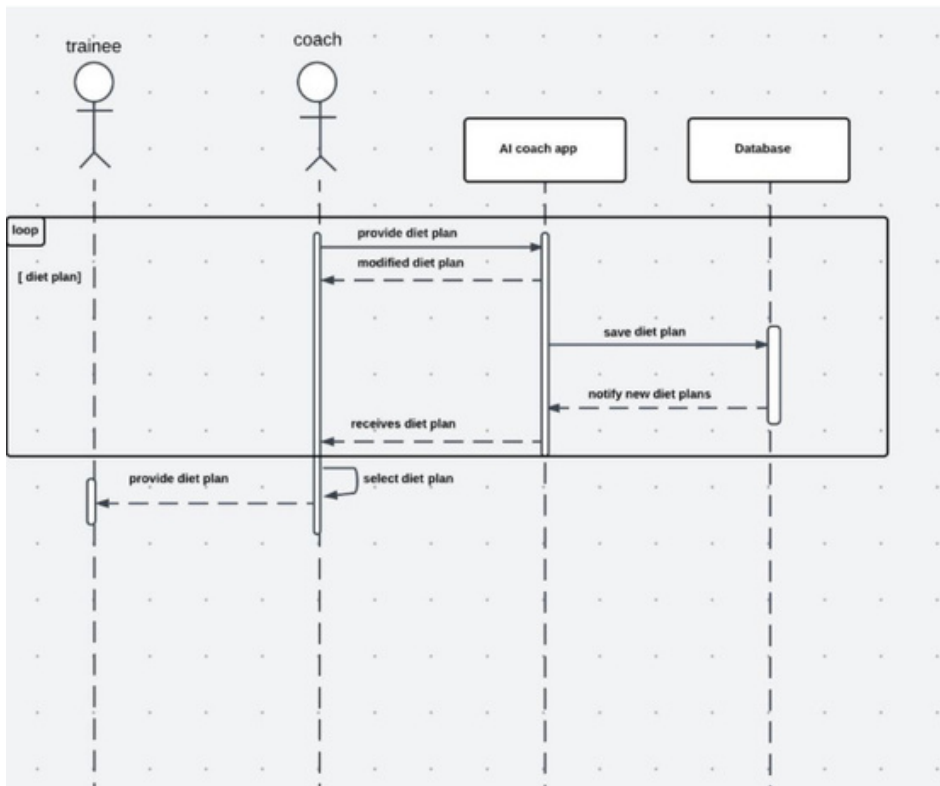 trainee
coach
AI coach app
Database
loop
provide diet plan
[ diet plan]
modified diet plan
save diet plan
notify new diet plans
receives diet plan
provide diet plan
select diet plan